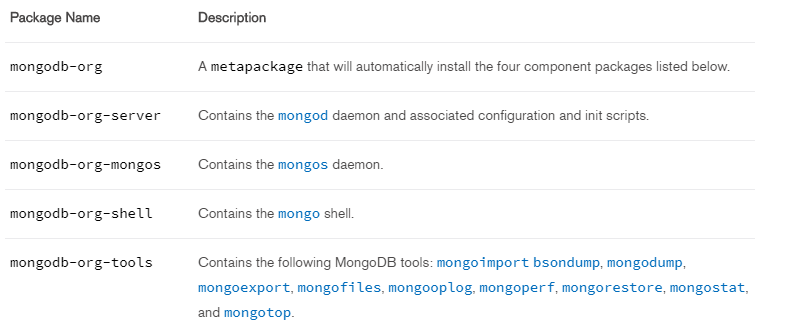 Package Name Description
mongodb-org A metapackage that will automatically install the four component packages listed below.
mongodb-org-server Contains the mongod daemon and associated configuration and init scripts.
mongodb-org-mongos Contains the mongos daemon.
mongodb-org-shell Contains the mongo shell.
mongodb-org-tools Contains the following MongoDB tools: mongoimport bsondump, mongodump,
mongoexport, mongofiles, mongooplog, mongoperf, mongorestore, mongostat,
and mongotop.